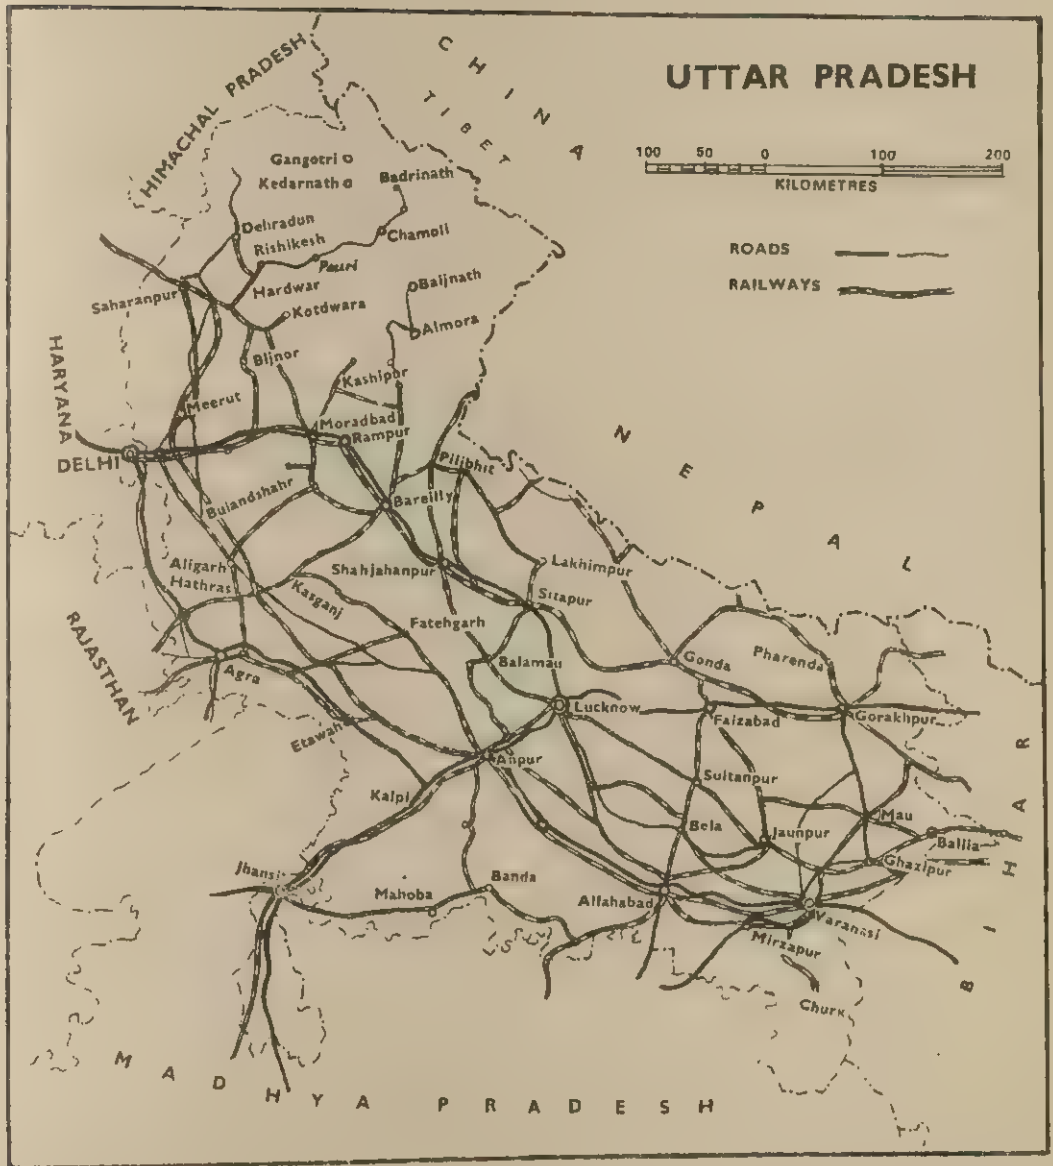 UTTAR PRADESH
CHINA
TIBET
HIMACHAL PRADESH
100 50 0 100 200
KILOMETRES
ROADS
RAILWAYS
Gangotri
Kedarnath
Badrinath
Dehradun
Rishikesh
Chamoli
Pauri
Saharanpur
Hardwar
Baijnath
Kotdwara
Almora
HARYANA
Bijnor
Kashipur
Meerut
Moradbad
Rampur
DELHI
NEPAL
Pilibhit
Bulandshahr
Bareilly
Aligarh
Hathras
Shahjahanpur
Lakhimpur
Kasganj
Sitapur
RAJASTHAN
Fatehgarh
Balamau
Gonda
Pharenda
Agra
Lucknow
Faizabad
Gorakhpur
Etawah
Anpur
Sultanpur
Kalpi
Bela
Jaunpur
Mau
Ballia
Ghazipur
BIHAR
Jhansi
Mahoba
Banda
Allahabad
Varanasi
Mirzapur
Churk
MADHYA PRADESH